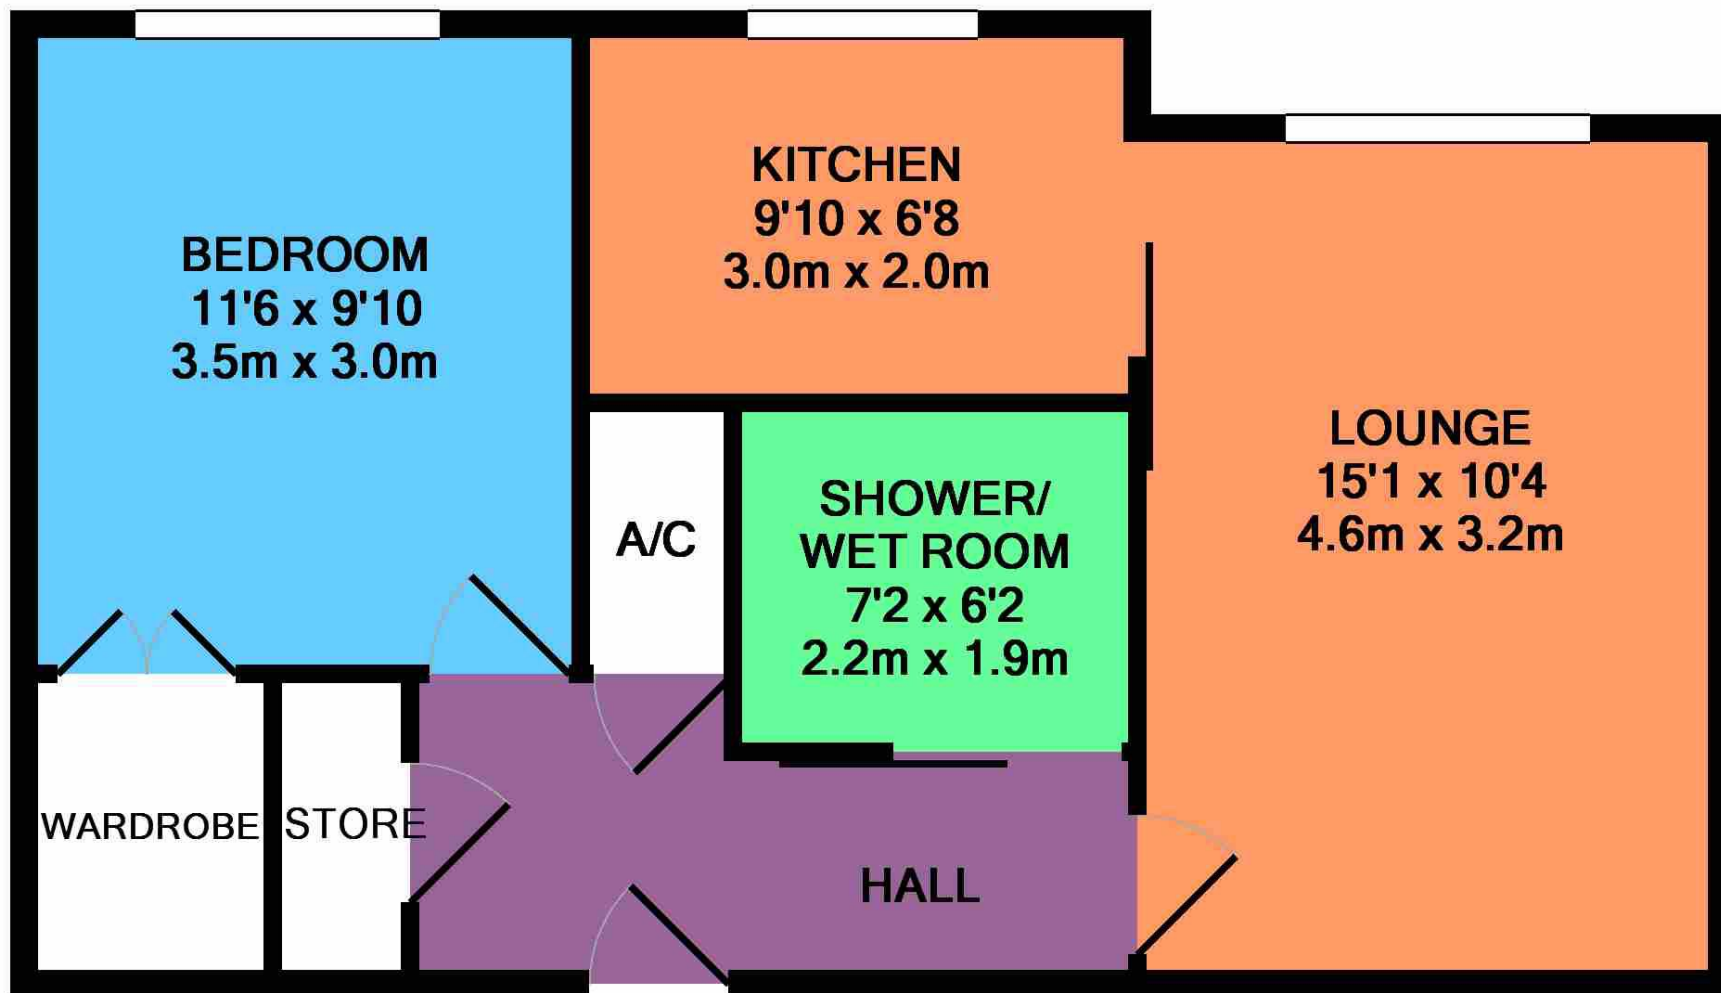 BEDROOM
11'6 x 9'10
3.5m x 3.0m
KITCHEN
9'10 x 6'8
3.0m x 2.0m
LOUNGE
15'1 x 10'4
4.6m x 3.2m
A/C
SHOWER/
WET ROOM
7'2 x 6'2
2.2m x 1.9m
WARDROBE
STORE
HALL